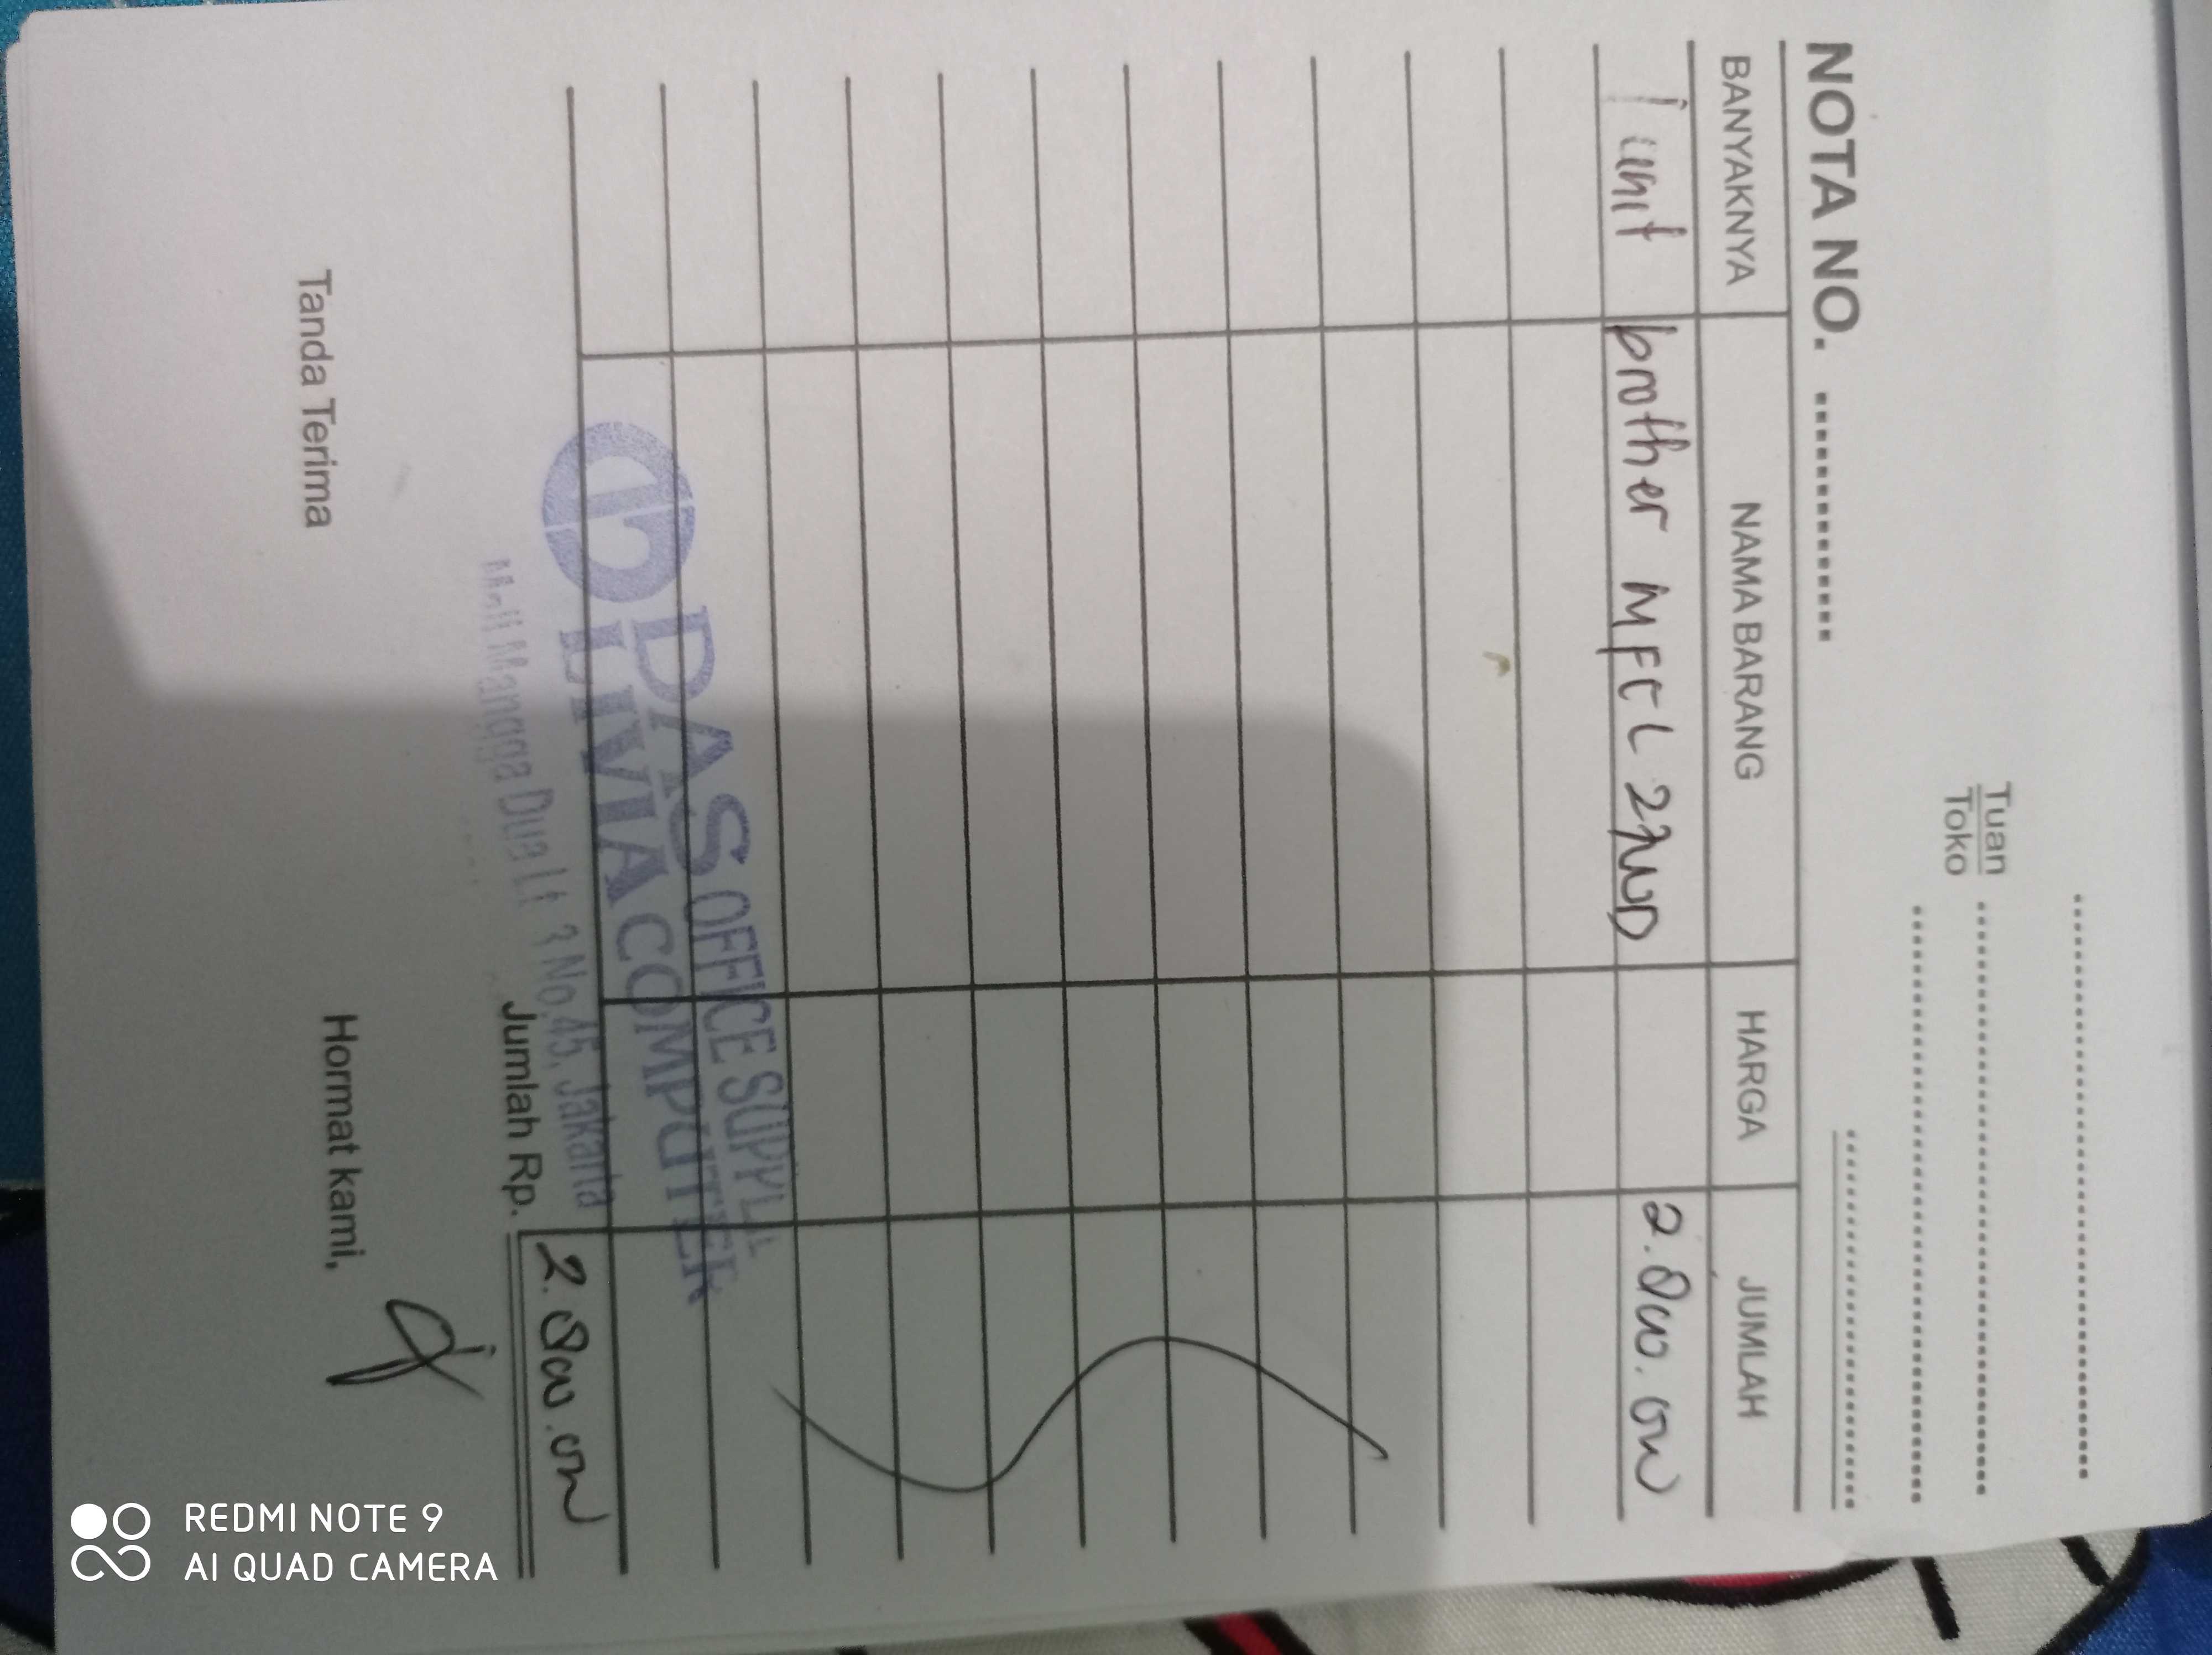 Tuan
Toko
NOTA NO.
BANYAKNYA NAMA BARANG HARGA JUMLAH
1 unit brother MFCL 2700D 2.800.000
DAS OFFICE SUPPLY
LIVIA COMPUTER
Mall Mangga Dua Lt 3 No.45, Jakarta
Jumlah Rp. 2.800.000
Tanda Terima Hormat kami,
REDMI NOTE 9
AI QUAD CAMERA